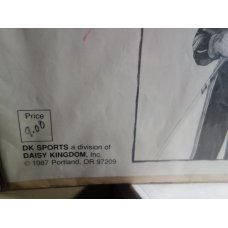 Price
9.00
DK SPORTS a division of
DAISY KINGDOM, Inc.
© 1987 Portland, OR 97209